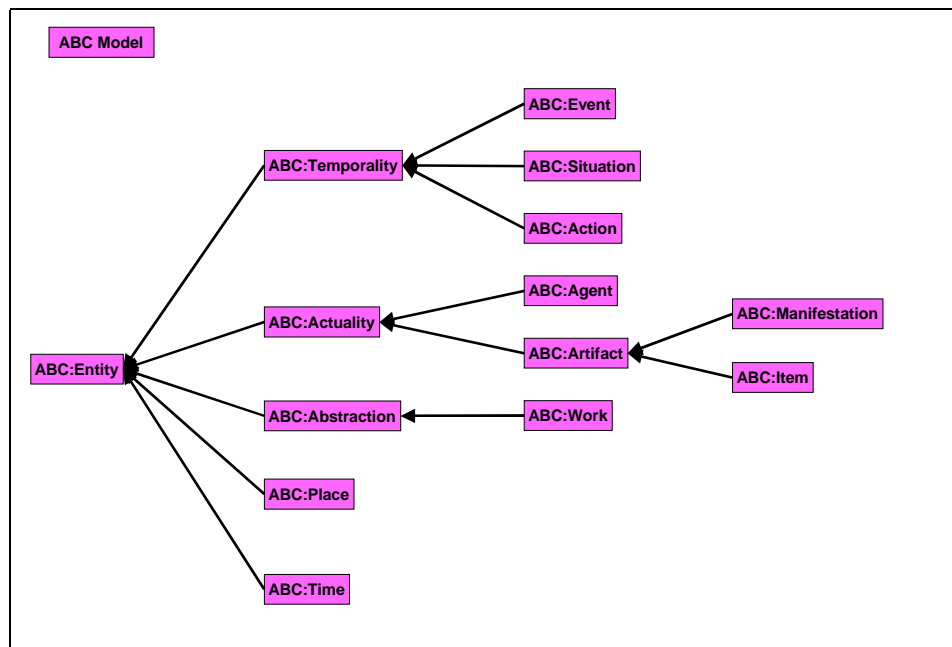 ABC Model
ABC:Event
ABC:Temporality
ABC:Situation
ABC:Action
ABC:Agent
ABC:Manifestation
ABC:Actuality
ABC:Artifact
ABC:Entity
ABC:Item
ABC:Abstraction
ABC:Work
ABC:Place
ABC:Time